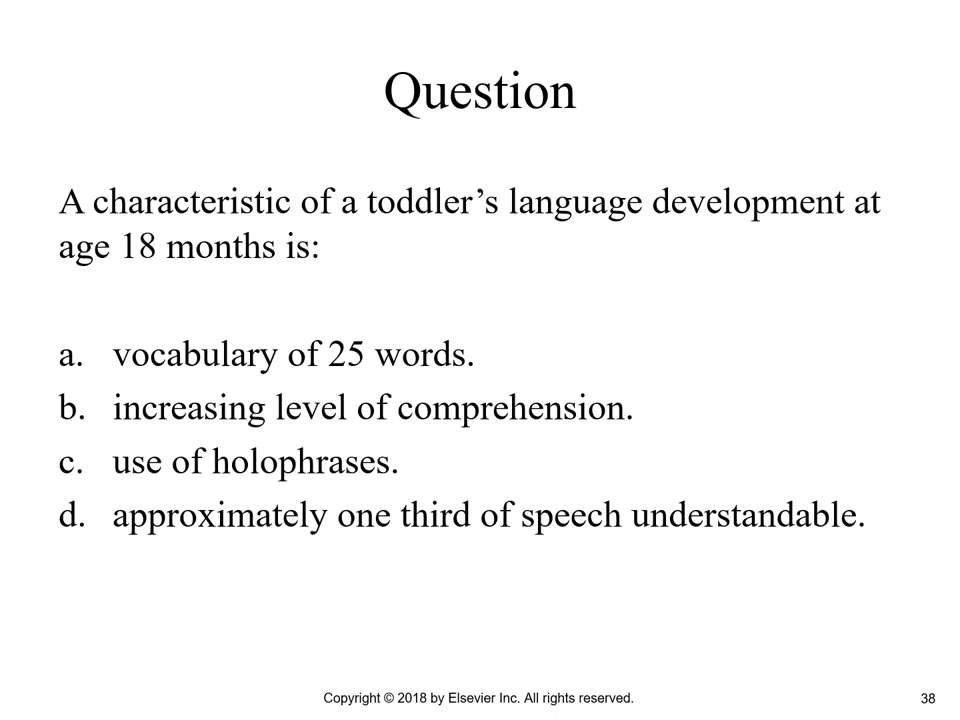 Question
A characteristic of a toddler’s language development at
age 18 months is:
a. vocabulary of 25 words.
b. increasing level of comprehension.
c. use of holophrases.
d. approximately one third of speech understandable.
Copyright © 2018 by Elsevier Inc. All rights reserved.
38